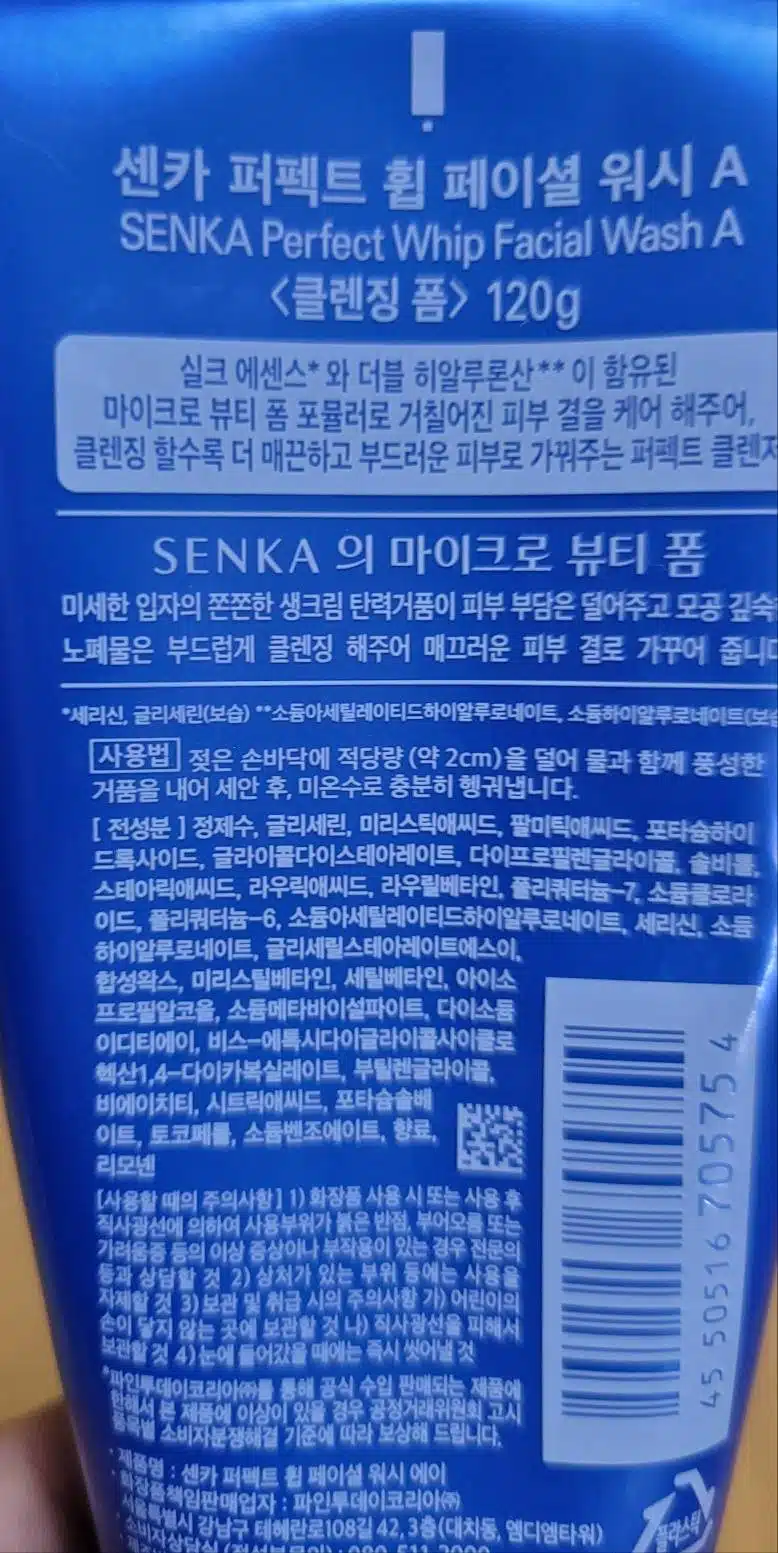 센카 퍼펙트 휩 페이셜 워시 A
SENKA Perfect Whip Facial Wash A
<클렌징 폼> 120g
실크 에센스* 와 더블 히알루론산** 이 함유된
마이크로 뷰티 폼 포뮬러로 거칠어진 피부 결을 케어 해주어,
클렌징 할수록 더 매끈하고 부드러운 피부로 가꿔주는 퍼펙트 클렌저
SENKA 의 마이크로 뷰티 폼
미세한 입자의 쫀쫀한 생크림 탄력거품이 피부 부담은 덜어주고 모공 깊숙
노폐물은 부드럽게 클렌징 해주어 매끄러운 피부 결로 가꾸어 줍니다
*세리신, 글리세린(보습) **소듐아세틸레이티드하이알루로네이트, 소듐하이알루로네이트(보습
사용법 젖은 손바닥에 적당량 (약 2cm)을 덜어 물과 함께 풍성한
거품을 내어 세안 후, 미온수로 충분히 헹궈냅니다.
[ 전성분 ] 정제수, 글리세린, 미리스틱애씨드, 팔미틱애씨드, 포타슘하이
드록사이드, 글라이콜다이스테아레이트, 다이프로필렌글라이콜, 솔비톨,
스테아릭애씨드, 라우릭애씨드, 라우릴베타인, 폴리쿼터늄-7, 소듐클로라
이드, 폴리쿼터늄-6, 소듐아세틸레이티드하이알루로네이트, 세리신, 소듐
하이알루로네이트, 글리세릴스테아레이트에스이,
합성왁스, 미리스틸베타인, 세틸베타인, 아이소
프로필알코올, 소듐메타바이설파이트, 다이소듐
이디티에이, 비스-에톡시다이글라이콜사이클로
헥산1,4-다이카복실레이트, 부틸렌글라이콜,
비에이치티, 시트릭애씨드, 포타슘솔베
이트, 토코페롤, 소듐벤조에이트, 향료,
리모넨
[사용할 때의 주의사항] 1) 화장품 사용 시 또는 사용 후
직사광선에 의하여 사용부위가 붉은 반점, 부어오름 또는
가려움증 등의 이상 증상이나 부작용이 있는 경우 전문의
등과 상담할 것 2) 상처가 있는 부위 등에는 사용을
자제할 것 3) 보관 및 취급 시의 주의사항 가) 어린이의
손이 닿지 않는 곳에 보관할 것 나) 직사광선을 피해서
보관할 것 4) 눈에 들어갔을 때에는 즉시 씻어낼 것
*파인투데이코리아㈜를 통해 공식 수입 판매되는 제품에
한해서 본 제품에 이상이 있을 경우 공정거래위원회 고시
품목별 소비자분쟁해결 기준에 따라 보상해 드립니다.
· 제품명 : 센카 퍼펙트 휩 페이셜 워시 에이
· 화장품책임판매업자 : 파인투데이코리아㈜
서울특별시 강남구 테헤란로108길 42, 3층(대치동, 엠디엠타워)
· 소비자상담실
45 50516 70575 4
플라스틱